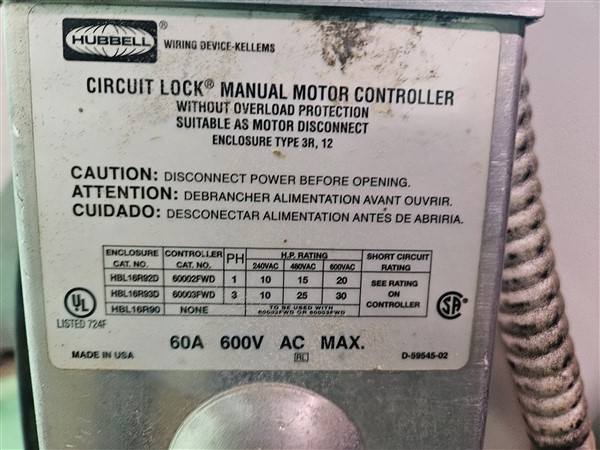 HUBBELL®
WIRING DEVICE-KELLEMS
CIRCUIT LOCK® MANUAL MOTOR CONTROLLER
WITHOUT OVERLOAD PROTECTION
SUITABLE AS MOTOR DISCONNECT
ENCLOSURE TYPE 3R, 12
CAUTION: DISCONNECT POWER BEFORE OPENING.
ATTENTION: DEBRANCHER ALIMENTATION AVANT OUVRIR.
CUIDADO: DESCONECTAR ALIMENTATION ANTES DE ABRIRIA.
ENCLOSURE CAT. NO. CONTROLLER CAT. NO. PH H.P. RATING 240VAC 480VAC 600VAC SHORT CIRCUIT RATING
HBL16R92D 60002FWD 1 10 15 20 SEE RATING ON CONTROLLER
HBL16R93D 60003FWD 3 10 25 30
HBL16R90 NONE TO BE USED WITH 60002FWD OR 60003FWD
UL®
LISTED 724F
SA®
60A 600V AC MAX.
RL
MADE IN USA
D-59545-02